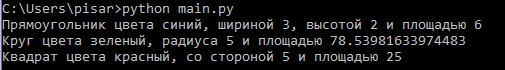 C:\Users\pisar>python main.py
Прямоугольник цвета синий, шириной 3, высотой 2 и площадью 6
Круг цвета зеленый, радиуса 5 и площадью 78.53981633974483
Квадрат цвета красный, со стороной 5 и площадью 25